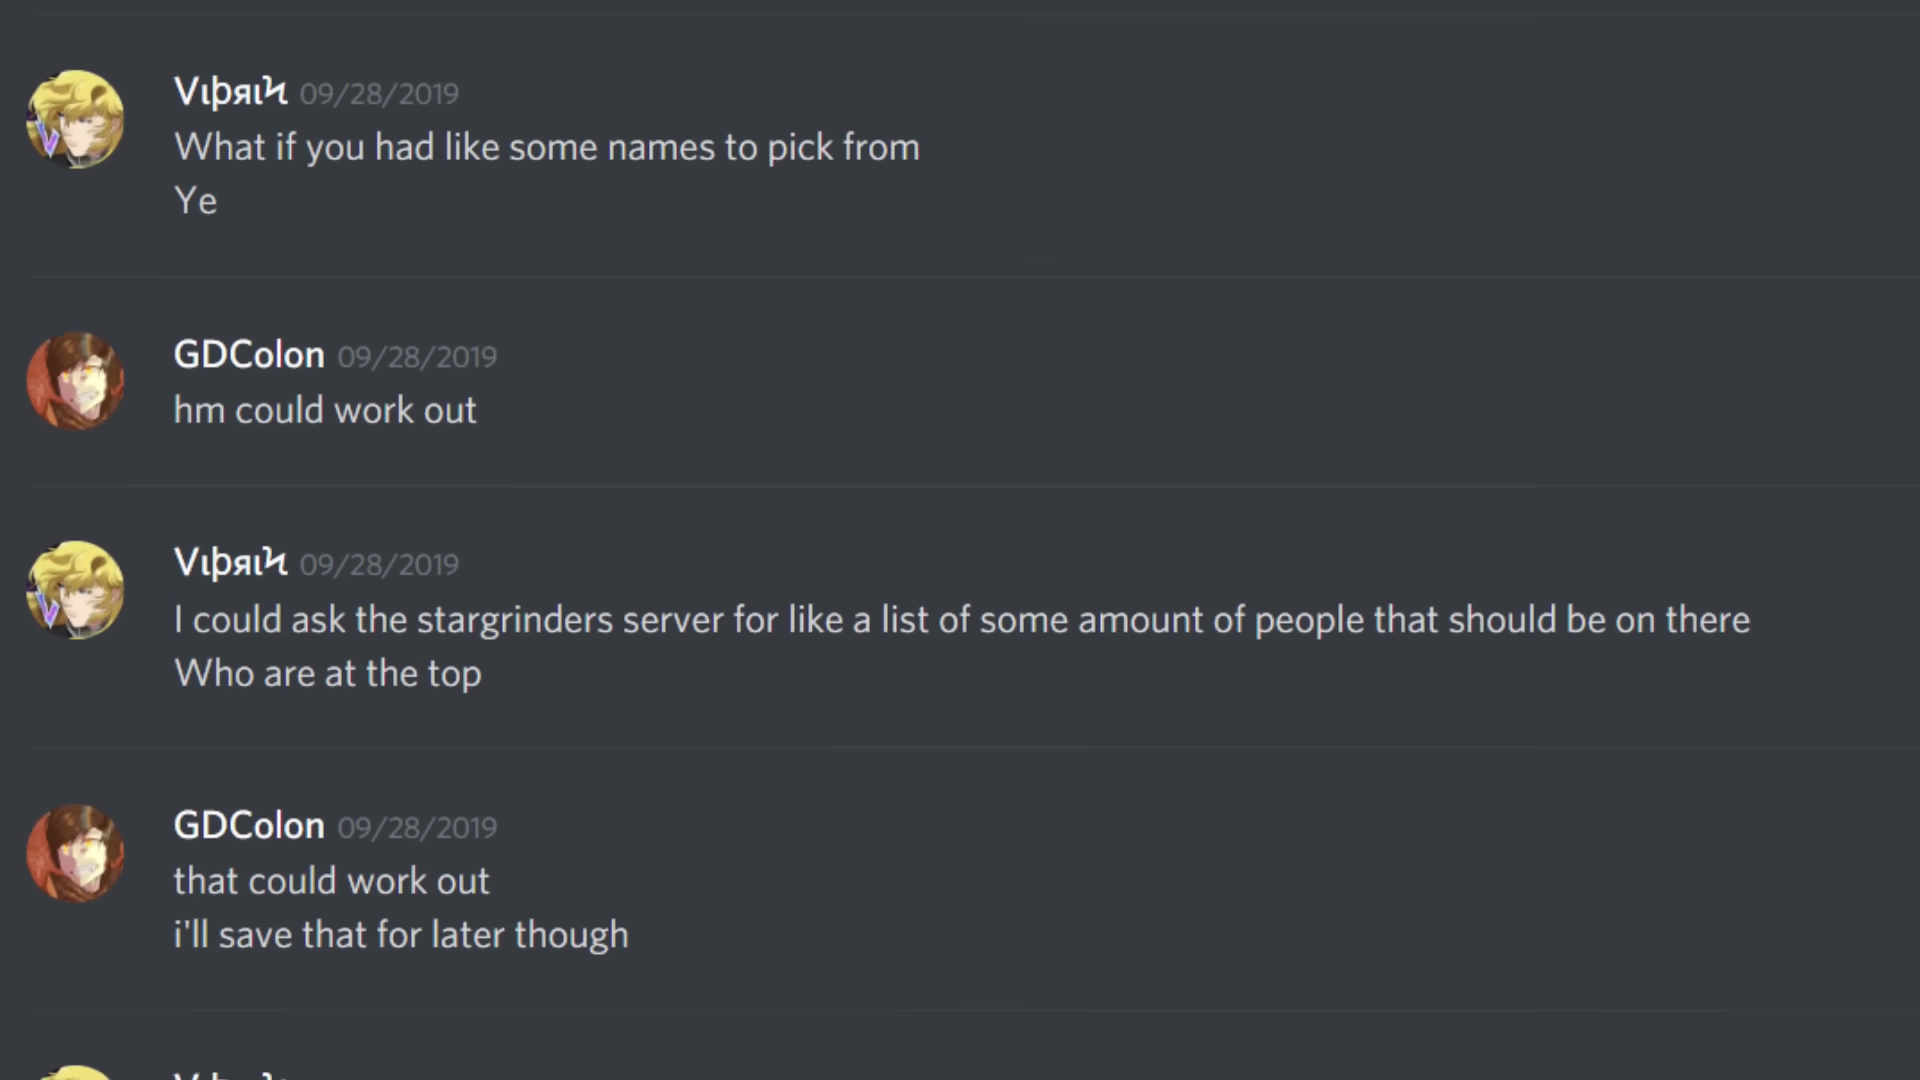 VιþяιϞ 09/28/2019
What if you had like some names to pick from
Ye
GDColon 09/28/2019
hm could work out
VιþяιϞ 09/28/2019
I could ask the stargrinders server for like a list of some amount of people that should be on there
Who are at the top
GDColon 09/28/2019
that could work out
i'll save that for later though